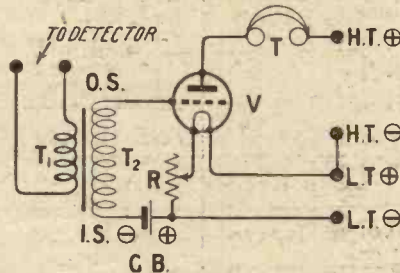 TO DETECTOR
O.S.
T
H.T. ⊕
V
H.T. ⊖
T₁
T₂
R
L.T ⊕
I.S. ⊖ ⊕
L.T ⊖
G.B.